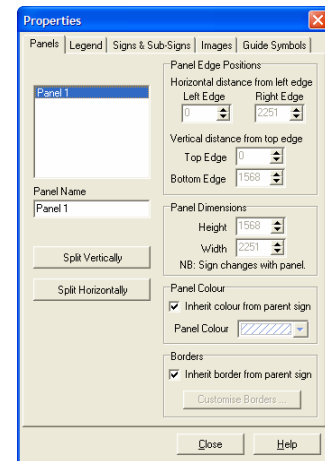 Properties
Panels Legend Signs & Sub-Signs Images Guide Symbols
Panel 1
Panel Name
Panel 1
Split Vertically
Split Horizontally
Panel Edge Positions
Horizontal distance from left edge
Left Edge Right Edge
0 2251
Vertical distance from top edge
Top Edge 0
Bottom Edge 1568
Panel Dimensions
Height 1568
Width 2251
NB: Sign changes with panel.
Panel Colour
Inherit colour from parent sign
Panel Colour
Borders
Inherit border from parent sign
Customise Borders ...
Close Help